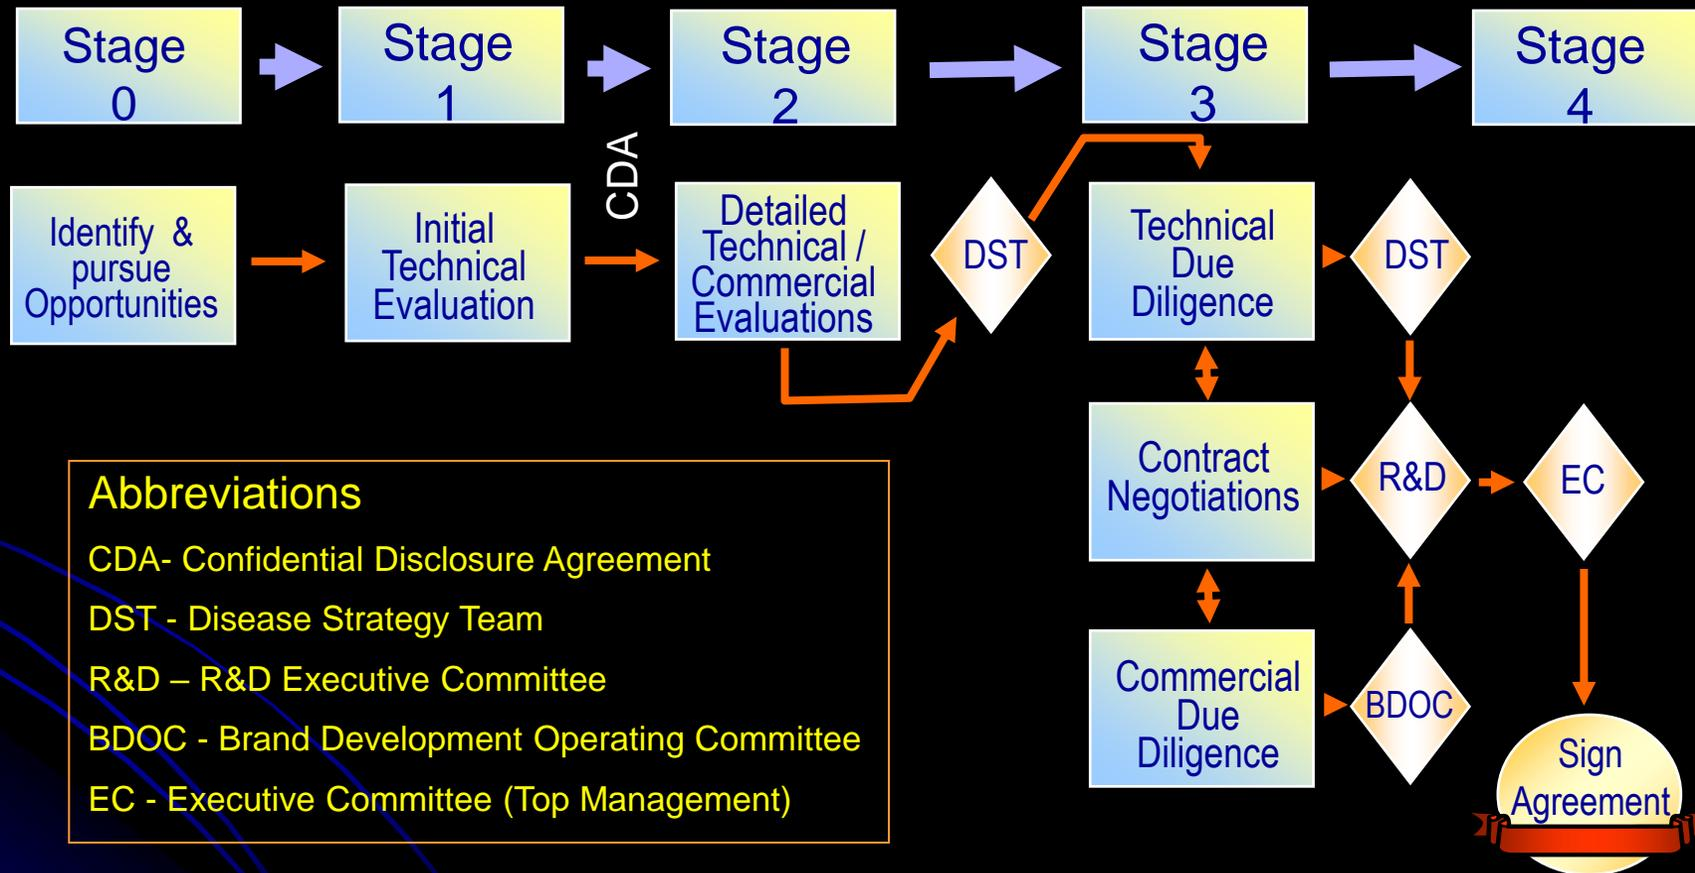 Stage
0
Stage
1
Stage
2
Stage
3
Stage
4
CDA
Identify &
pursue
Opportunities
Initial
Technical
Evaluation
Detailed
Technical /
Commercial
Evaluations
DST
Technical
Due
Diligence
DST
Contract
Negotiations
R&D
EC
Commercial
Due
Diligence
BDOC
Sign
Agreement
Abbreviations
CDA- Confidential Disclosure Agreement
DST - Disease Strategy Team
R&D – R&D Executive Committee
BDOC - Brand Development Operating Committee
EC - Executive Committee (Top Management)